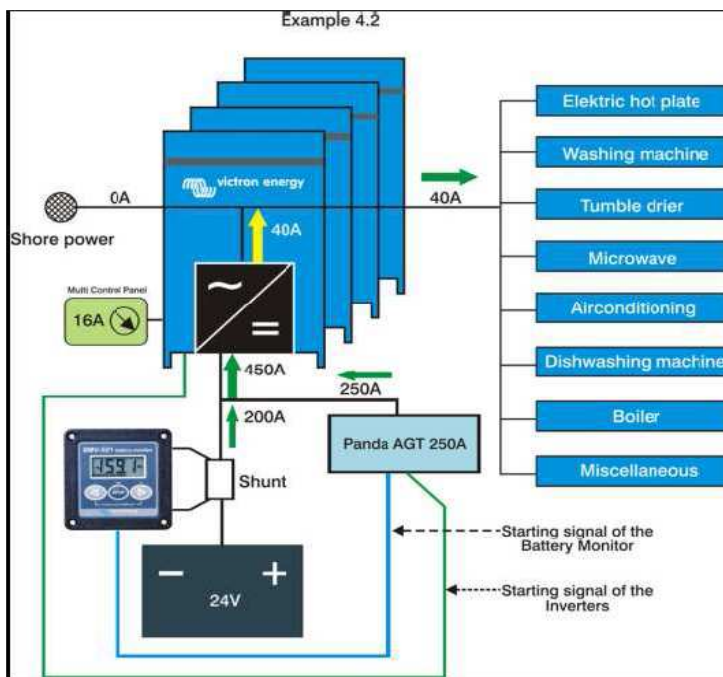 Example 4.2
victron energy
0A
Shore power
40A
40A
Multi Control Panel
16A
450A
250A
200A
Panda AGT 250A
159.1
Shunt
24V
Elektric hot plate
Washing machine
Tumble drier
Microwave
Airconditioning
Dishwashing machine
Boiler
Miscellaneous
Starting signal of the
Battery Monitor
Starting signal of the
Inverters